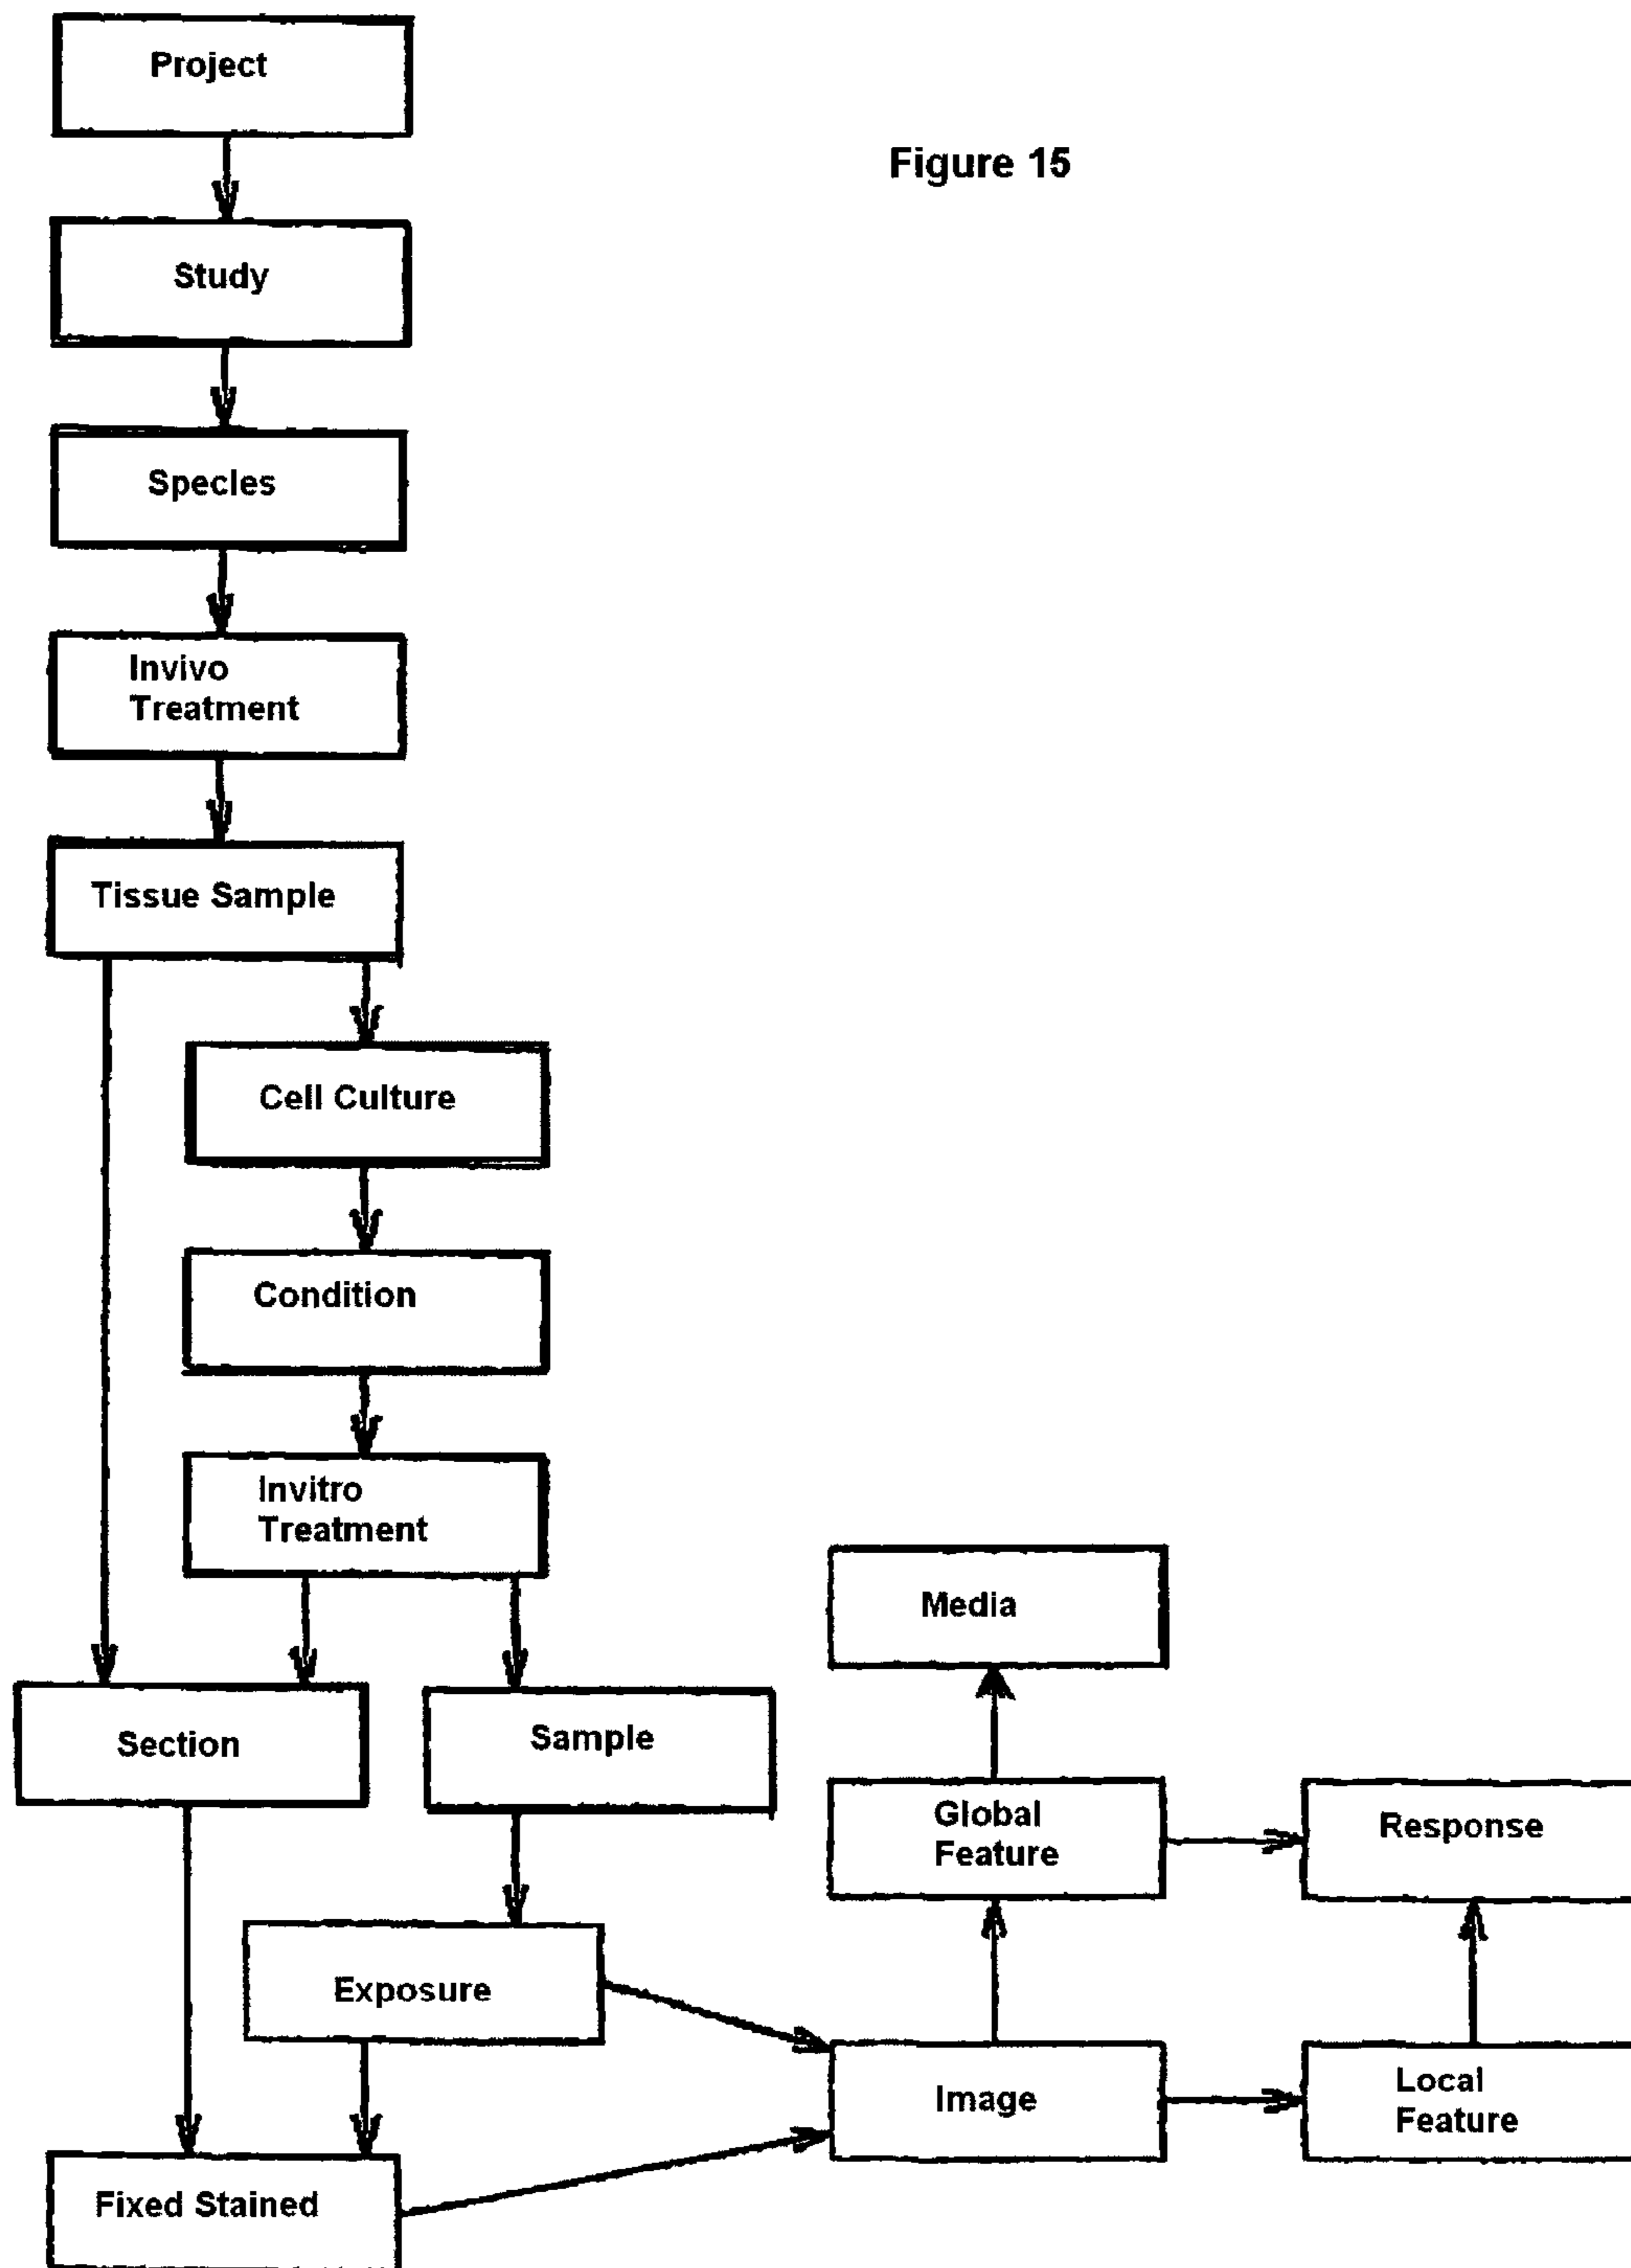 Project
Figure 15
Study
Species
Invivo
Treatment
Tissue Sample
Cell Culture
Condition
Invitro
Treatment
Media
Section
Sample
Global
Feature
Response
Exposure
Image
Local
Feature
Fixed Stained